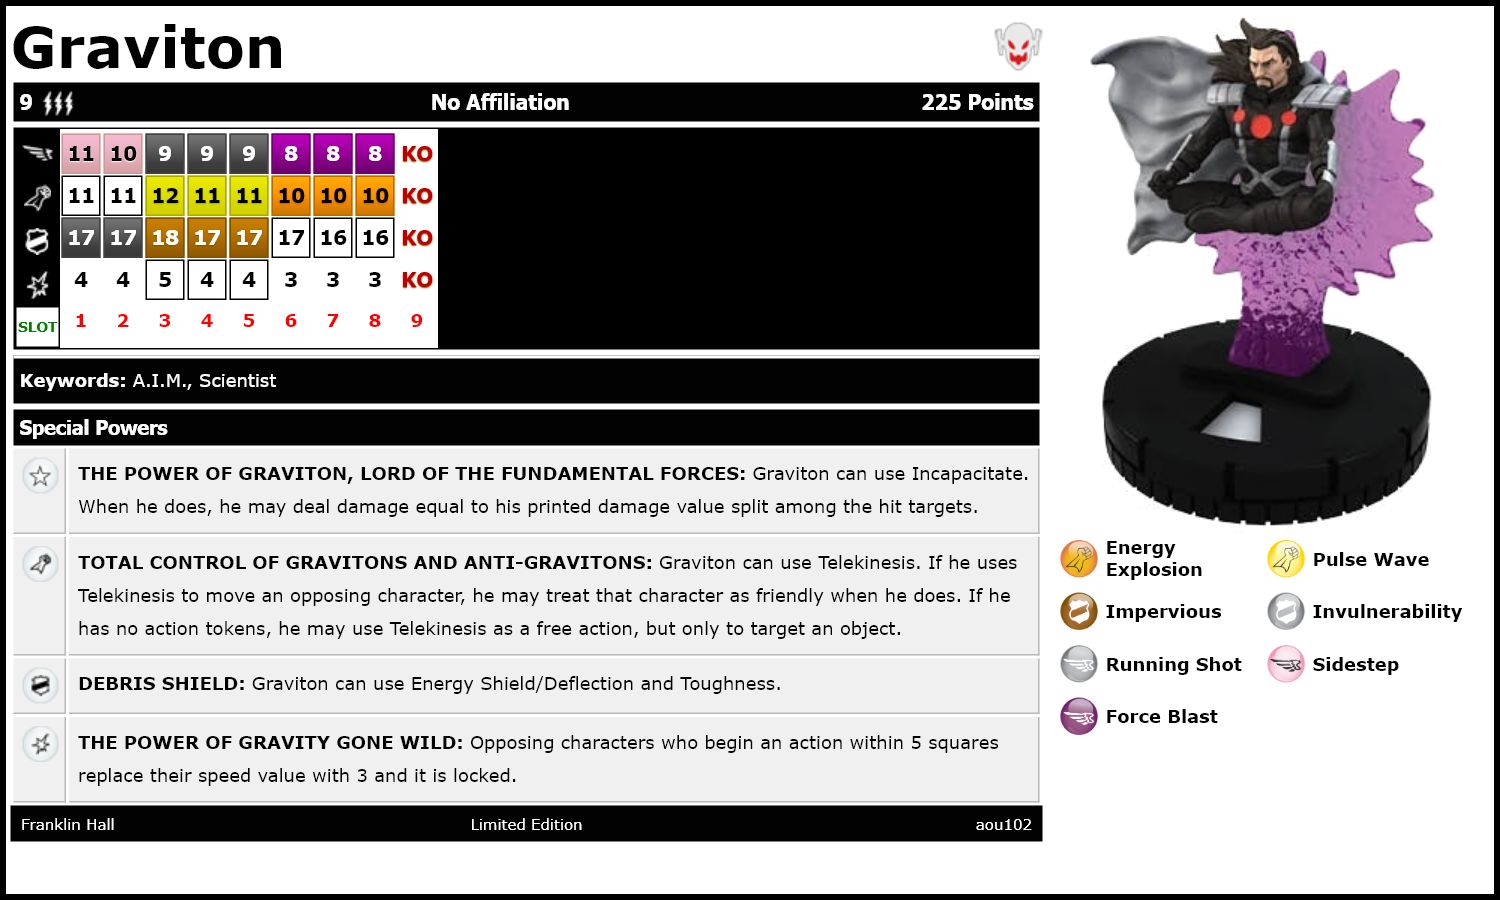 Graviton
9 No Affiliation 225 Points
11 10 9 9 9 8 8 8 KO
11 11 12 11 11 10 10 10 KO
17 17 18 17 17 17 16 16 KO
4 4 5 4 4 3 3 3 KO
SLOT 1 2 3 4 5 6 7 8 9
Keywords: A.I.M., Scientist
Special Powers
THE POWER OF GRAVITON, LORD OF THE FUNDAMENTAL FORCES: Graviton can use Incapacitate.
When he does, he may deal damage equal to his printed damage value split among the hit targets.
TOTAL CONTROL OF GRAVITONS AND ANTI-GRAVITONS: Graviton can use Telekinesis. If he uses
Telekinesis to move an opposing character, he may treat that character as friendly when he does. If he
has no action tokens, he may use Telekinesis as a free action, but only to target an object.
DEBRIS SHIELD: Graviton can use Energy Shield/Deflection and Toughness.
THE POWER OF GRAVITY GONE WILD: Opposing characters who begin an action within 5 squares
replace their speed value with 3 and it is locked.
Franklin Hall Limited Edition aou102
Energy
Explosion
Pulse Wave
Impervious
Invulnerability
Running Shot
Sidestep
Force Blast